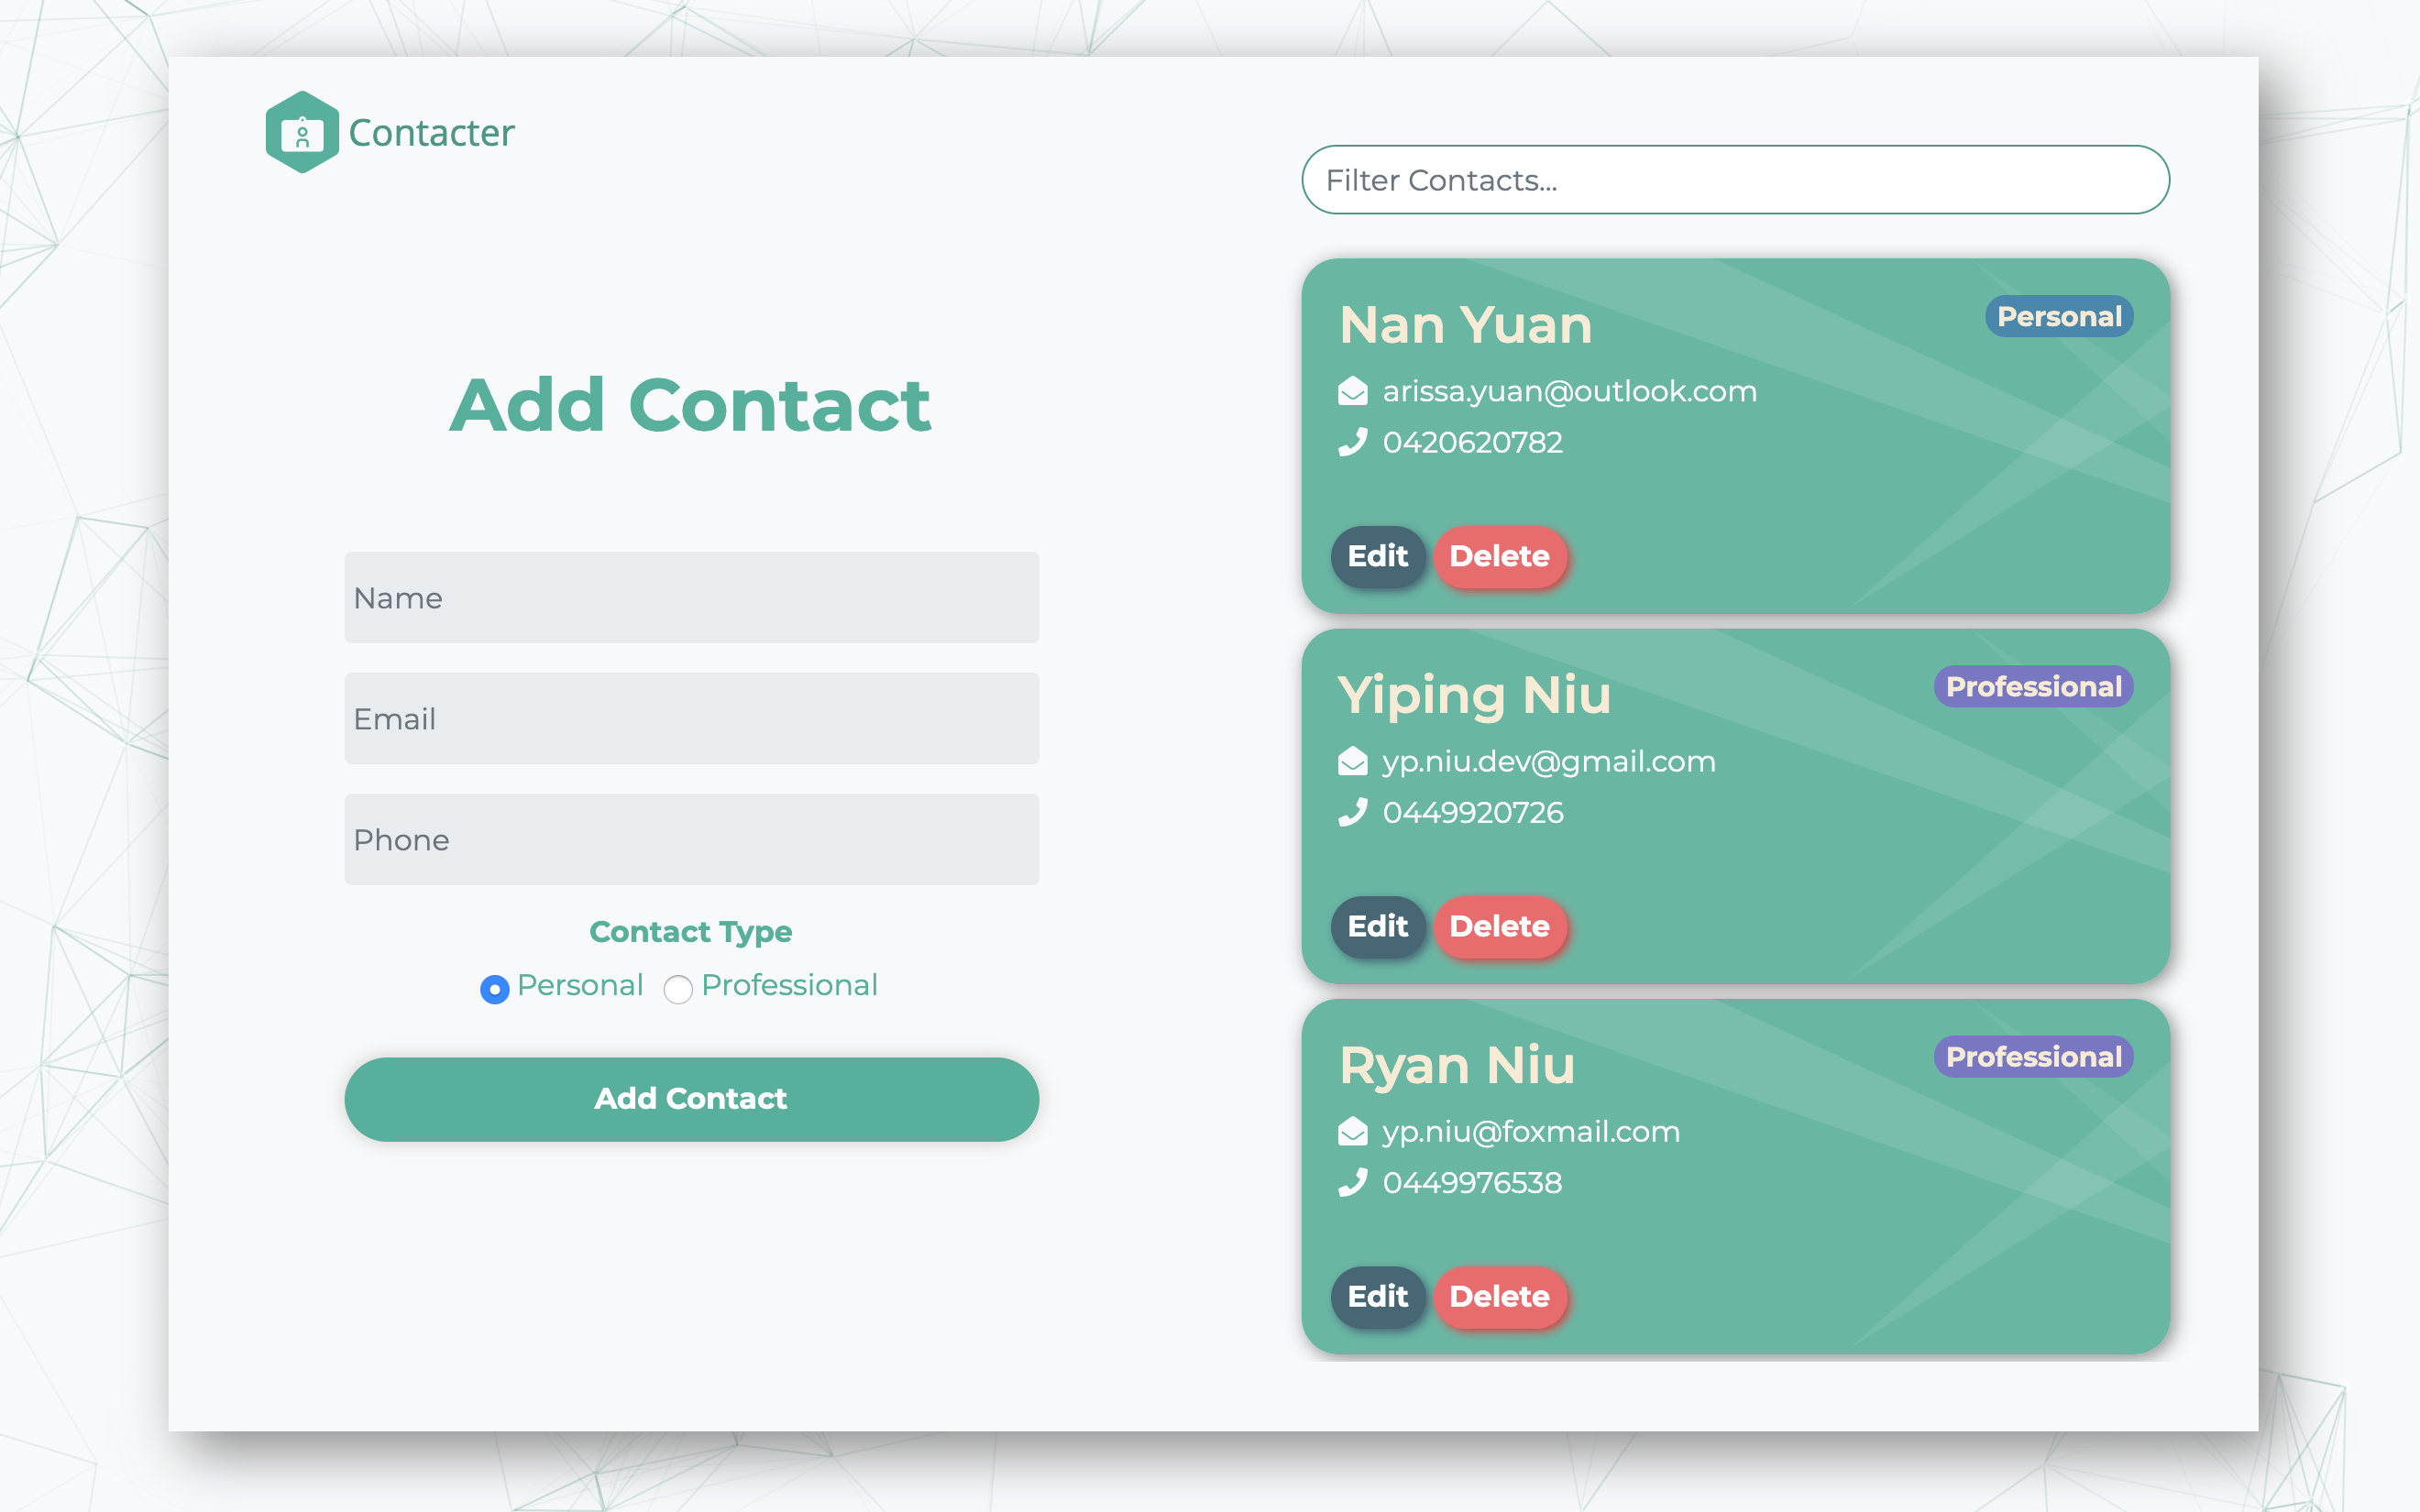 Contacter
Add Contact
Name
Email
Phone
Contact Type
Personal Professional
Add Contact
Filter Contacts...
Nan Yuan
Personal
arissa.yuan@outlook.com
0420620782
Edit Delete
Yiping Niu
Professional
yp.niu.dev@gmail.com
0449920726
Edit Delete
Ryan Niu
Professional
yp.niu@foxmail.com
0449976538
Edit Delete